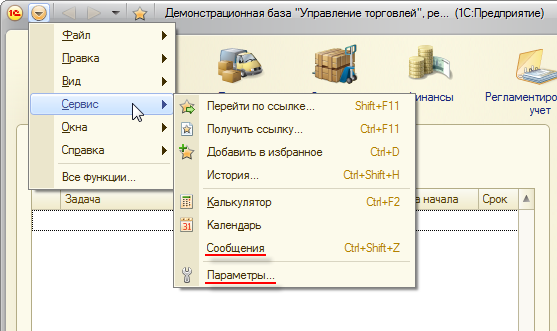 1С Демонстрационная база "Управление торговлей", ре... (1С:Предприятие)
Файл
Правка
Вид
Сервис
Окна
Справка
Все функции...
Финансы
Регламентиро
учет
Перейти по ссылке... Shift+F11
Получить ссылку... Ctrl+F11
Добавить в избранное Ctrl+D
История... Ctrl+Shift+H
Калькулятор Ctrl+F2
31 Календарь
Сообщения Ctrl+Shift+Z
Параметры...
Задача
начала Срок